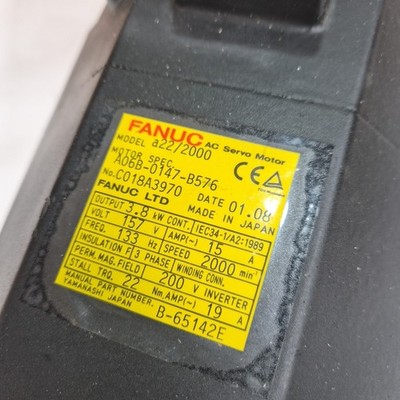 FANUC AC Servo Motor
MODEL a22/2000
MOTOR SPEC.
A06B-0147-B576
No. C018A3970 DATE 01.08
FANUC LTD MADE IN JAPAN
CE
OUTPUT 3.8 kW CONT. IEC34-1/A2:1989
VOLT 157 V AMP(~) 15 A
FREQ. 133 Hz SPEED 2000 min-1
INSULATION F 3 PHASE WINDING CONN.
PERM. MAG. FIELD 200 V INVERTER
STALL TRQ. 22 Nm, AMP(~) 19 A
MANUAL PART NUMBER. B-65142E
YAMANASHI JAPAN